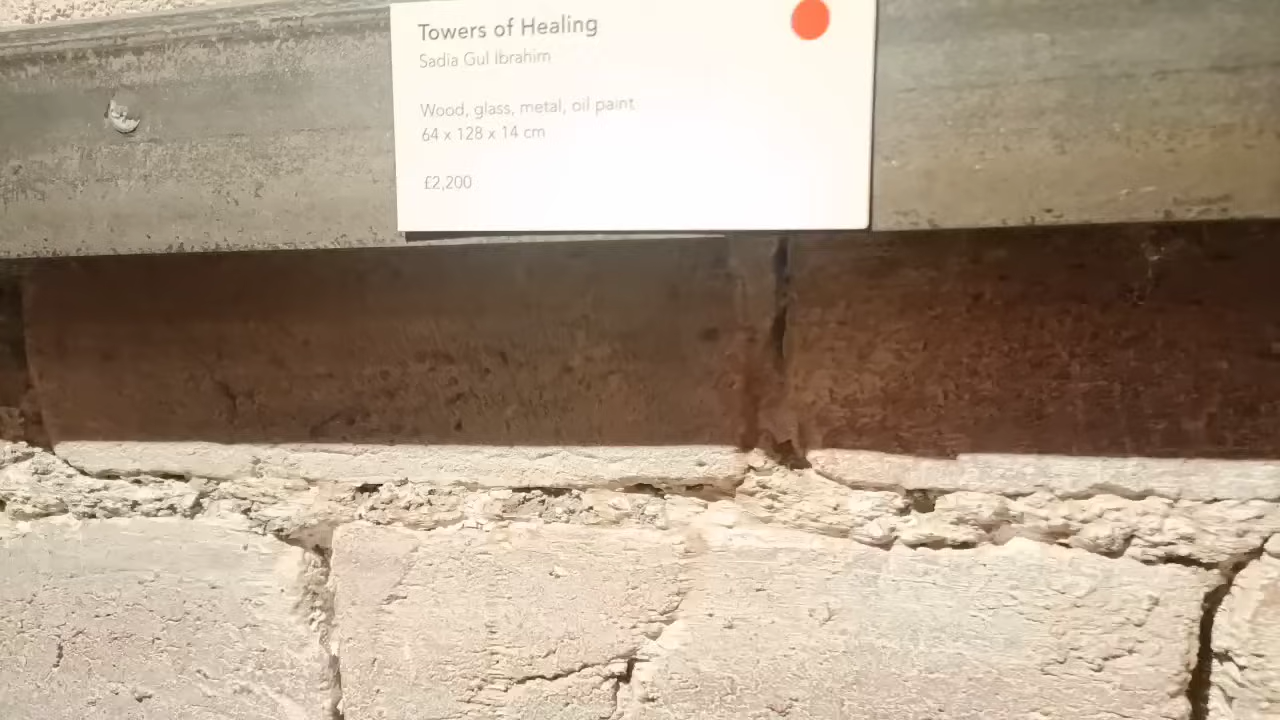 Towers of Healing
Sadia Gul Ibrahim
Wood, glass, metal, oil paint
64 x 128 x 14 cm
£2,200